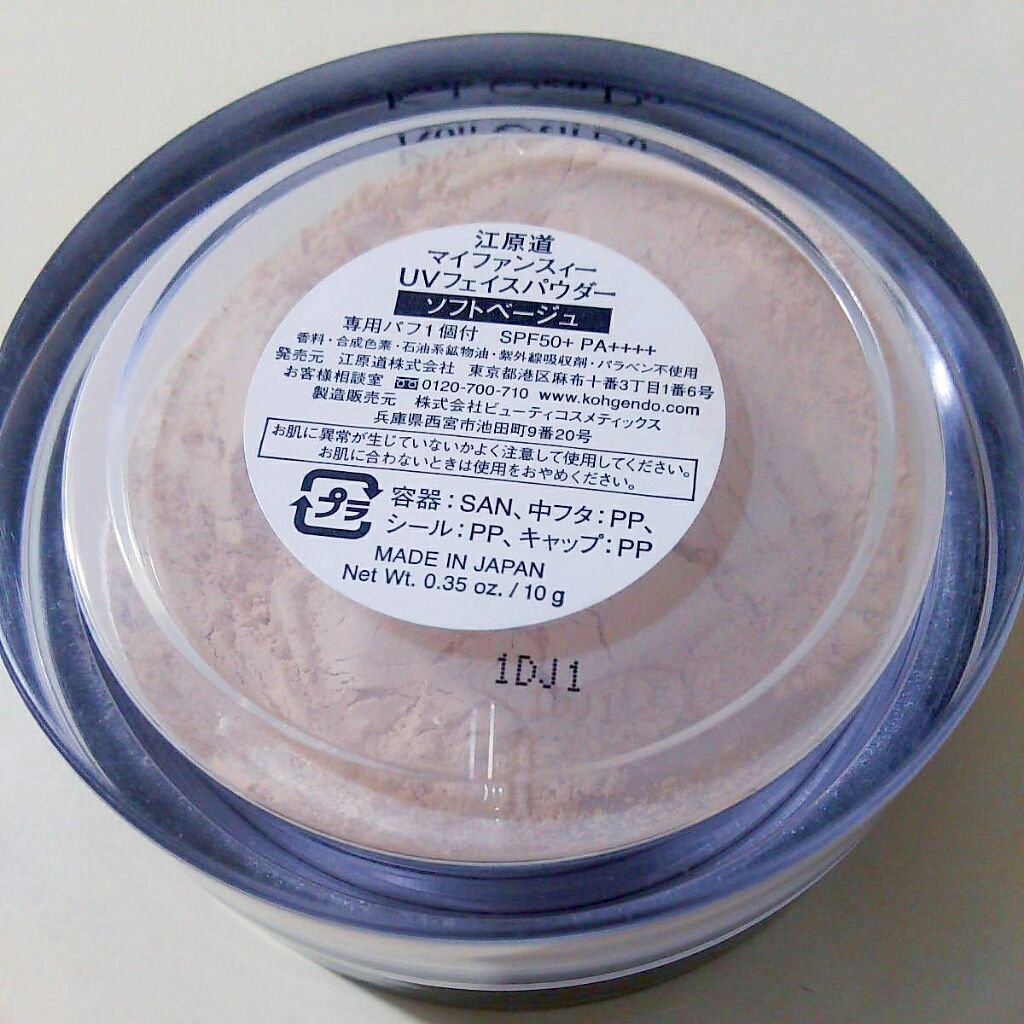 江原道
マイファンスィー
UVフェイスパウダー
ソフトベージュ
専用パフ1個付 SPF50+ PA++++
香料・合成色素・石油系鉱物油・紫外線吸収剤・パラベン不使用
発売元 江原道株式会社 東京都港区麻布十番3丁目1番6号
お客様相談室 0120-700-710 www.kohgendo.com
製造販売元 株式会社ビューティコスメティックス
兵庫県西宮市池田町9番20号
お肌に異常が生じていないかよく注意して使用してください。
お肌に合わないときは使用をおやめください。
プラ 容器：SAN、中フタ：PP、
シール：PP、キャップ：PP
MADE IN JAPAN
Net Wt. 0.35 oz. / 10 g
1DJ1